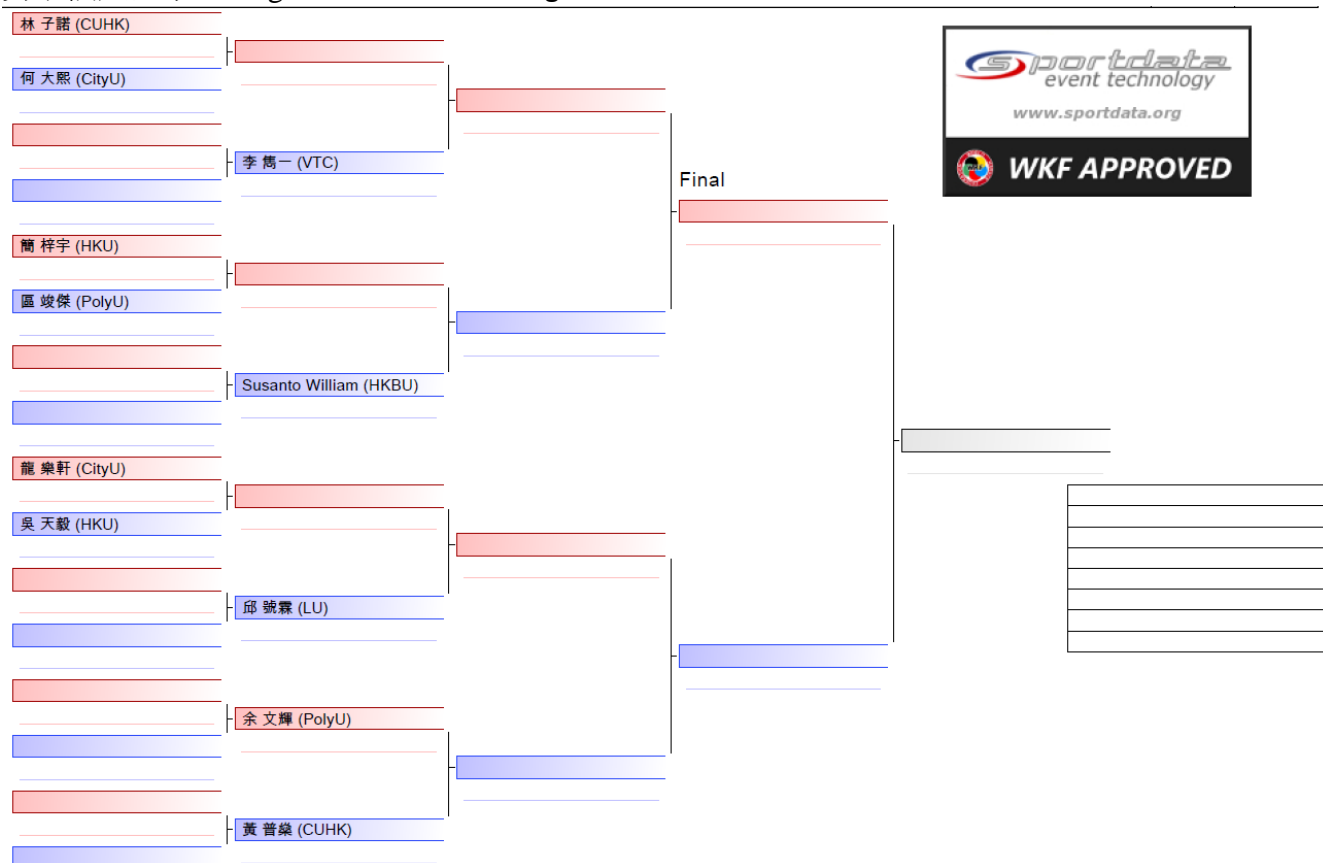 林 子諾 (CUHK)
何 大熙 (CityU)
李 雋一 (VTC)
簡 梓宇 (HKU)
區 竣傑 (PolyU)
Susanto William (HKBU)
龍 樂軒 (CityU)
吳 天毅 (HKU)
邱 號霖 (LU)
余 文輝 (PolyU)
黃 普燊 (CUHK)
Final
sportdata
event technology
www.sportdata.org
WKF APPROVED